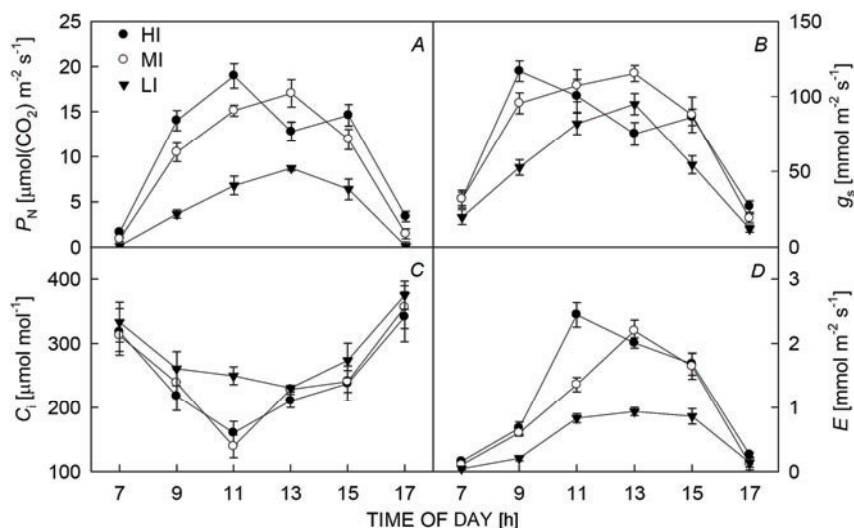 A
HI
MI
LI
P_N [μmol(CO₂) m⁻² s⁻¹]
25
20
15
10
5
0
B
150
100
50
0
g_s [mmol m⁻² s⁻¹]
C
C_i [μmol mol⁻¹]
400
300
200
100
D
3
2
1
0
E [mmol m⁻² s⁻¹]
7 9 11 13 15 17
7 9 11 13 15 17
TIME OF DAY [h]